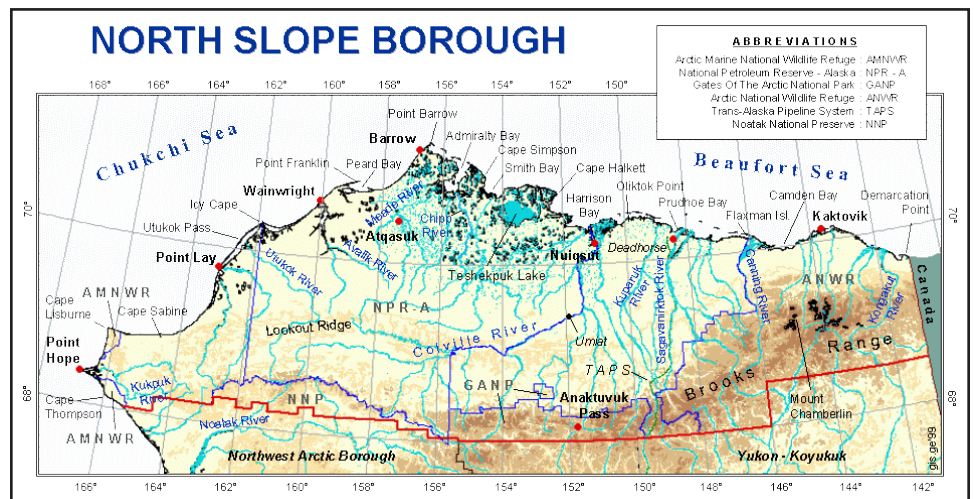 NORTH SLOPE BOROUGH
ABBREVIATIONS
Arctic Marine National Wildlife Refuge : AMNWR
National Petroleum Reserve - Alaska : NPR - A
Gates Of The Arctic National Park : GANP
Arctic National Wildlife Refuge : ANWR
Trans-Alaska Pipeline System : TAPS
Noatak National Preserve : NNP
168° 166° 164° 162° 160° 158° 156° 154° 152° 150°
Chukchi Sea
Beaufort Sea
Point Barrow
Barrow
Admiralty Bay
Cape Simpson
Smith Bay
Cape Halkett
Point Franklin
Peard Bay
Wainwright
Harrison
Bay
Oliktok Point
Prudhoe Bay
Camden Bay
Demarcation
Point
Flaxman Isl.
Kaktovik
70°
70°
Icy Cape
Utukok Pass
Meade River
Chipp
River
Atqasuk
Nuiqsut
Deadhorse
Point Lay
Utukok River
Avalik River
Teshekpuk Lake
Kuparuk
River
Sagavanirktok River
Canning River
ANWR
Kongakut
River
Canada
AMNWR
Cape
Lisburne
Cape Sabine
NPR-A
Lookout Ridge
Colville River
Umiat
Point
Hope
Brooks Range
TAPS
Kukpuk
River
NNP
GANP
Anaktuvuk
Pass
Mount
Chamberlin
68°
68°
Cape
Thompson
AMNWR
Noatak River
Northwest Arctic Borough
Yukon - Koyukuk
gis.ge'99
166° 164° 162° 160° 158° 156° 154° 152° 150° 148° 146° 144° 142°